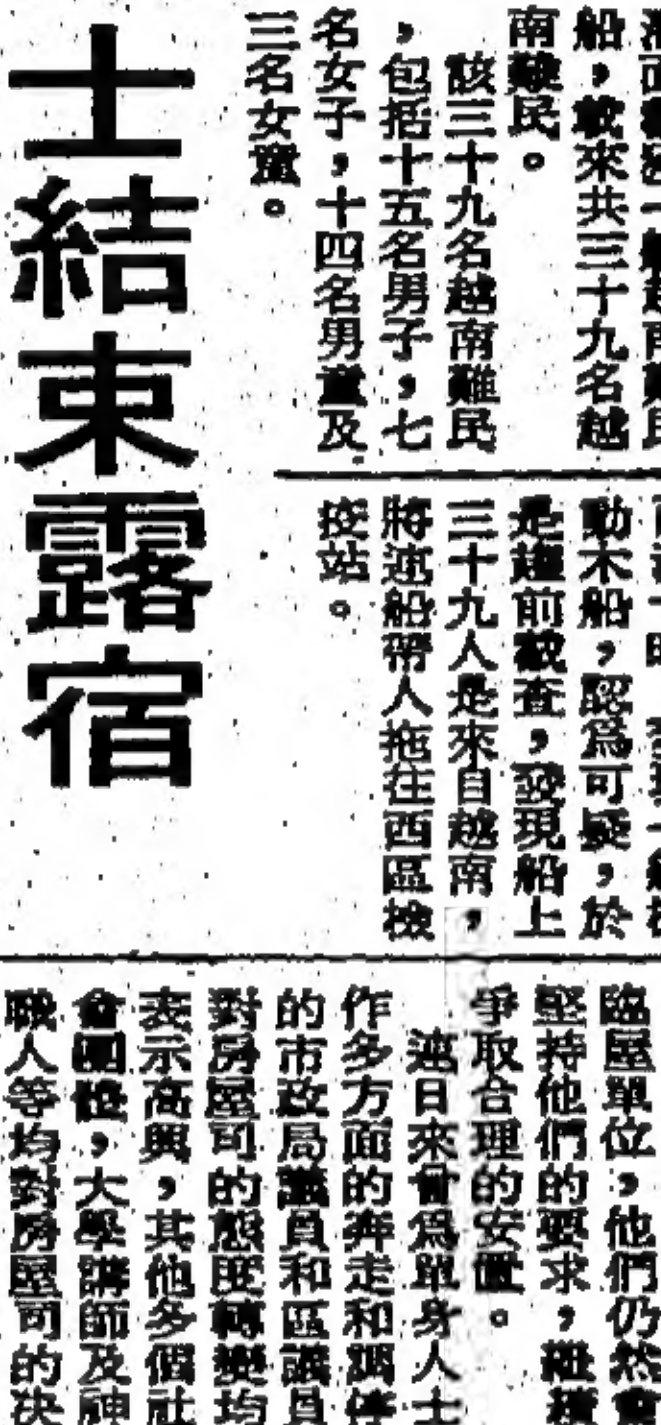 士結束露宿
船，載來共三十九名越
南難民。
該三十九名越南難民
，包括十五名男子，七
名女子，十四名男童及
三名女童。
動木船，認爲可疑，於
是趨前截查，發現船上
三十九人是來自越南，
將連船帶人拖往西區檢
疫站。
臨屋單位，他們仍然會
堅持他們的要求，繼續
爭取合理的安置。
連日來曾爲單身人士
作多方面的奔走和調停
的市政局議員和區議員
對房屋司的態度轉變均
表示高興，其他多個社
會團體，大學講師及神
職人等均對房屋司的決